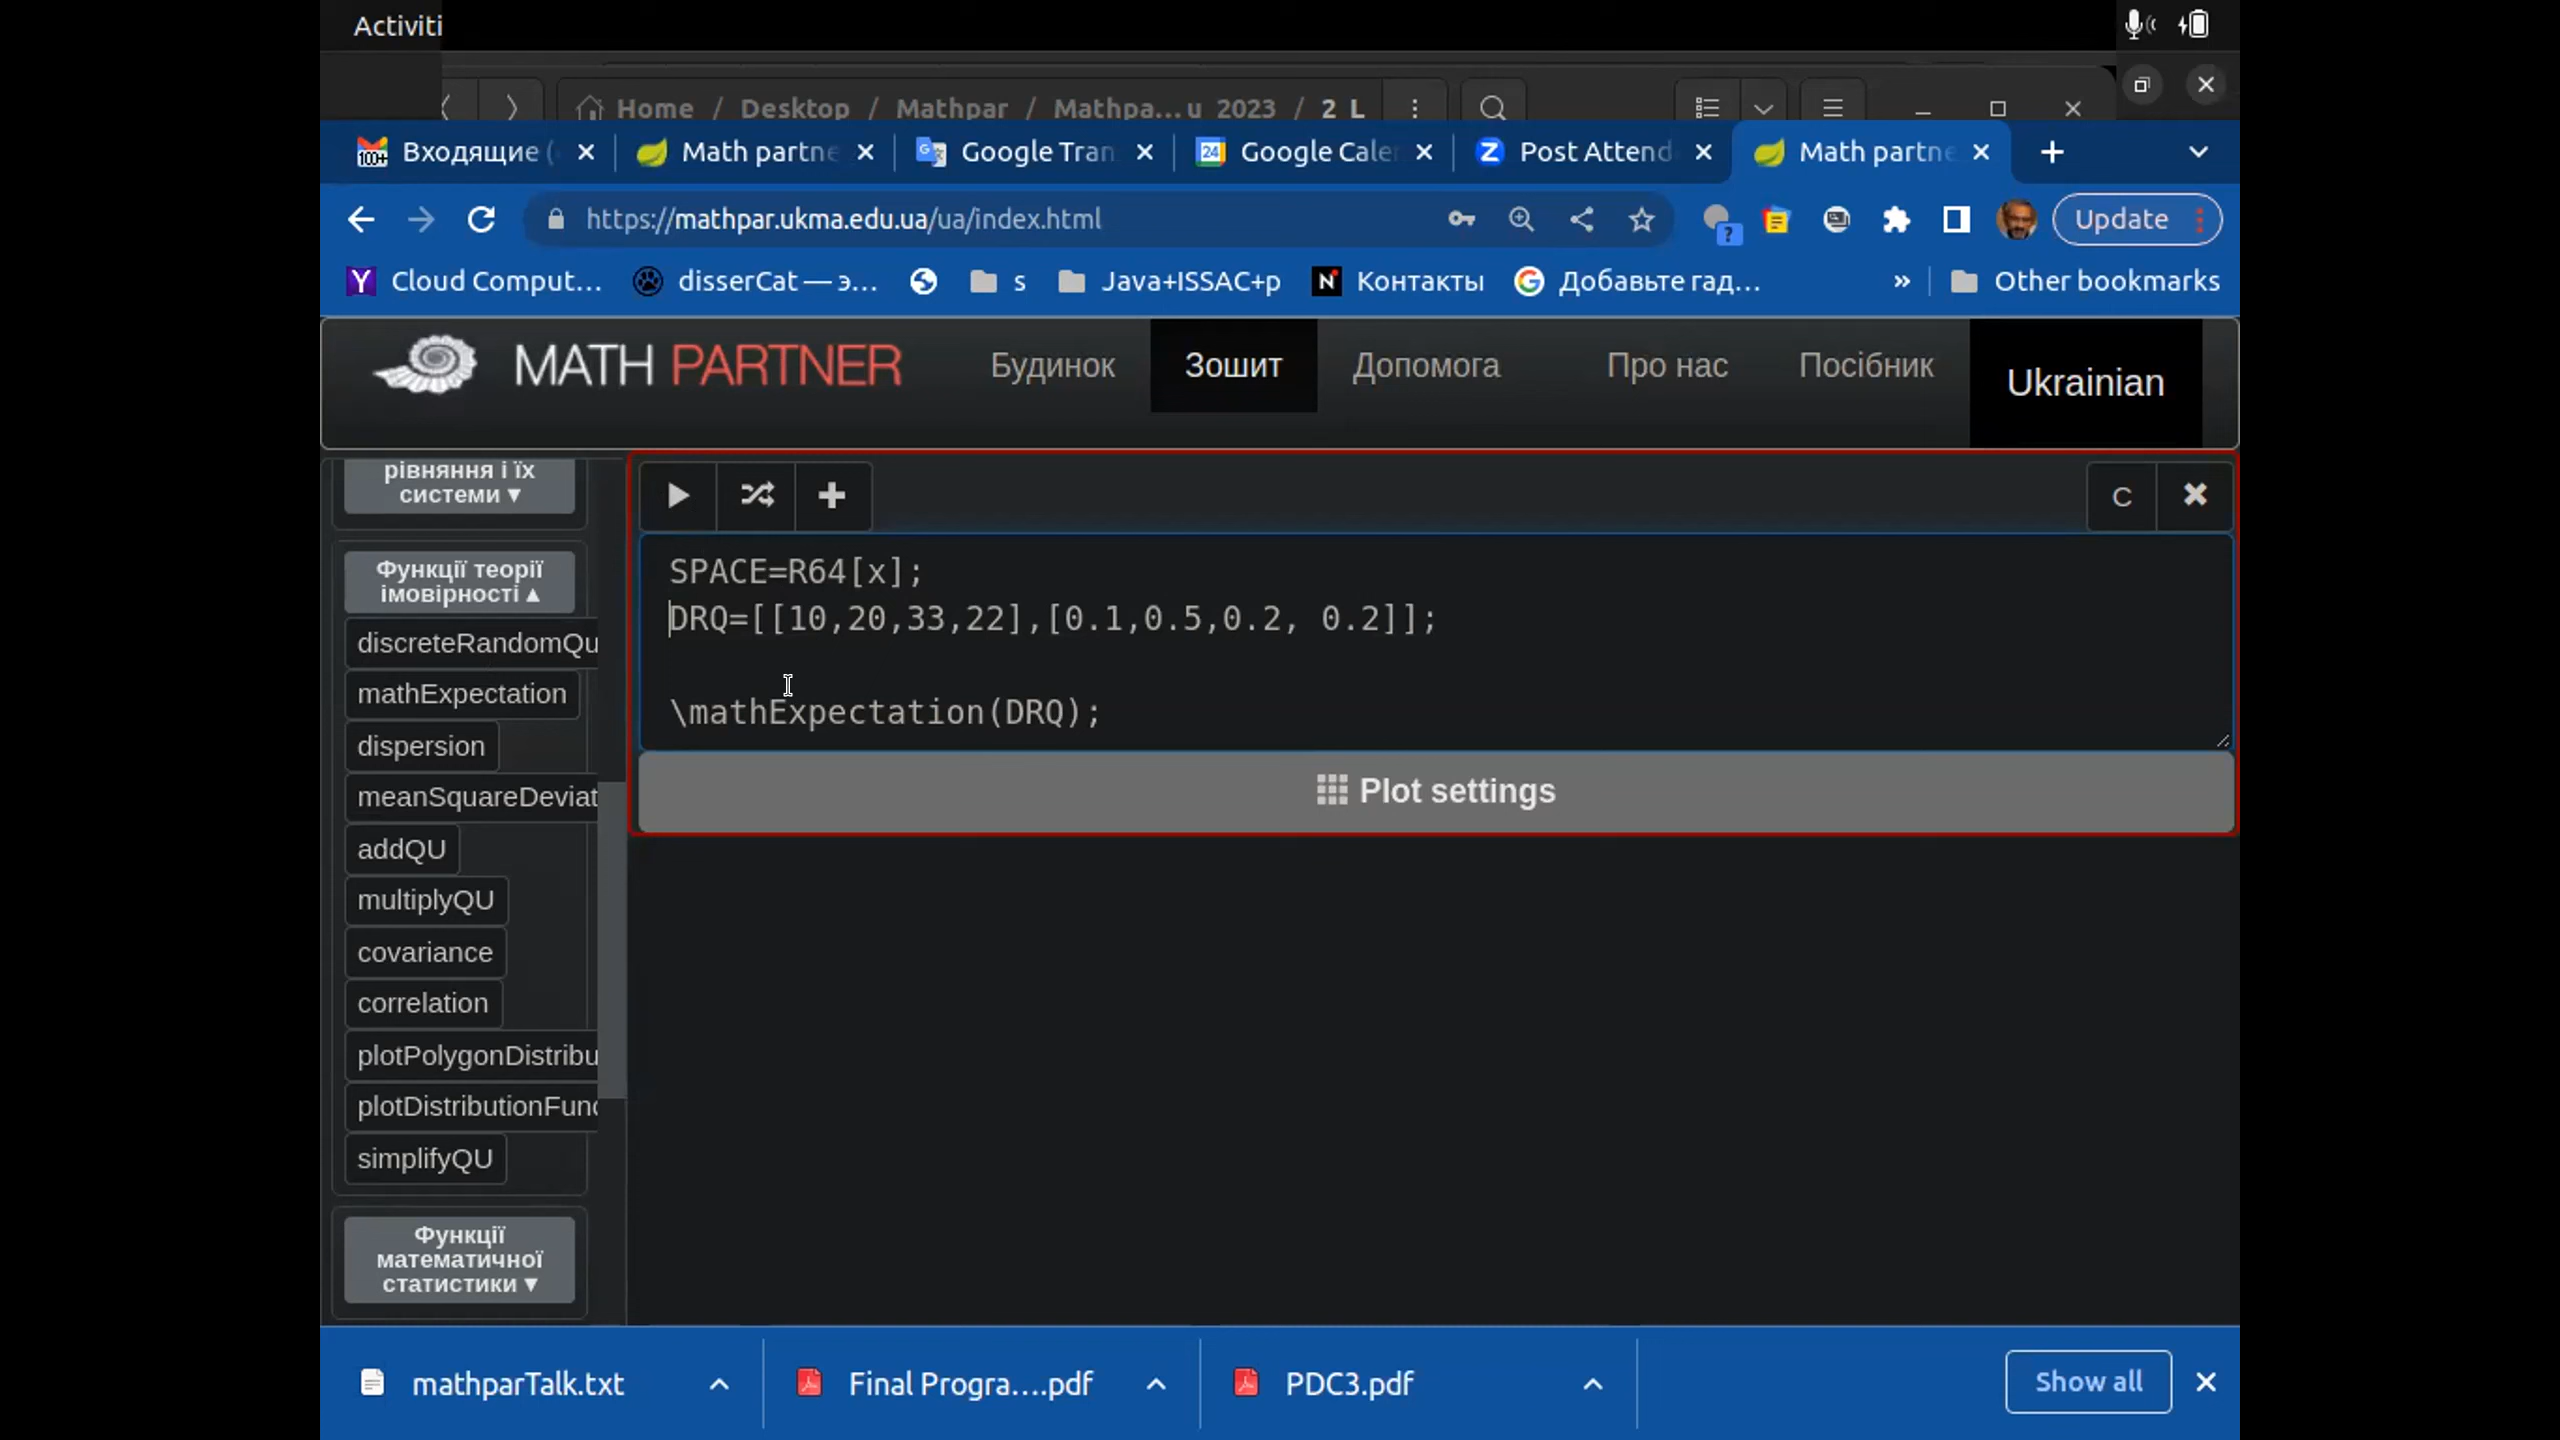 Activiti
Home / Desktop / Mathpar / Mathpa…u 2023 / 2 L
Входящие (
Math partne
Google Tran
Google Caler
Post Attend
Math partne
https://mathpar.ukma.edu.ua/ua/index.html
Update
Cloud Comput…
disserCat — э…
s
Java+ISSAC+p
Контакты
Добавьте гад…
»
Other bookmarks
MATH PARTNER
Будинок
Зошит
Допомога
Про нас
Посібник
Ukrainian
рівняння і їх
системи ▾
Функції теорії
імовірності ▴
discreteRandomQu
mathExpectation
dispersion
meanSquareDeviat
addQU
multiplyQU
covariance
correlation
plotPolygonDistribu
plotDistributionFunc
simplifyQU
Функції
математичної
статистики ▾
C
SPACE=R64[x];
DRQ=[[10,20,33,22],[0.1,0.5,0.2, 0.2]];
\mathExpectation(DRQ);
Plot settings
mathparTalk.txt
Final Progra....pdf
PDC3.pdf
Show all